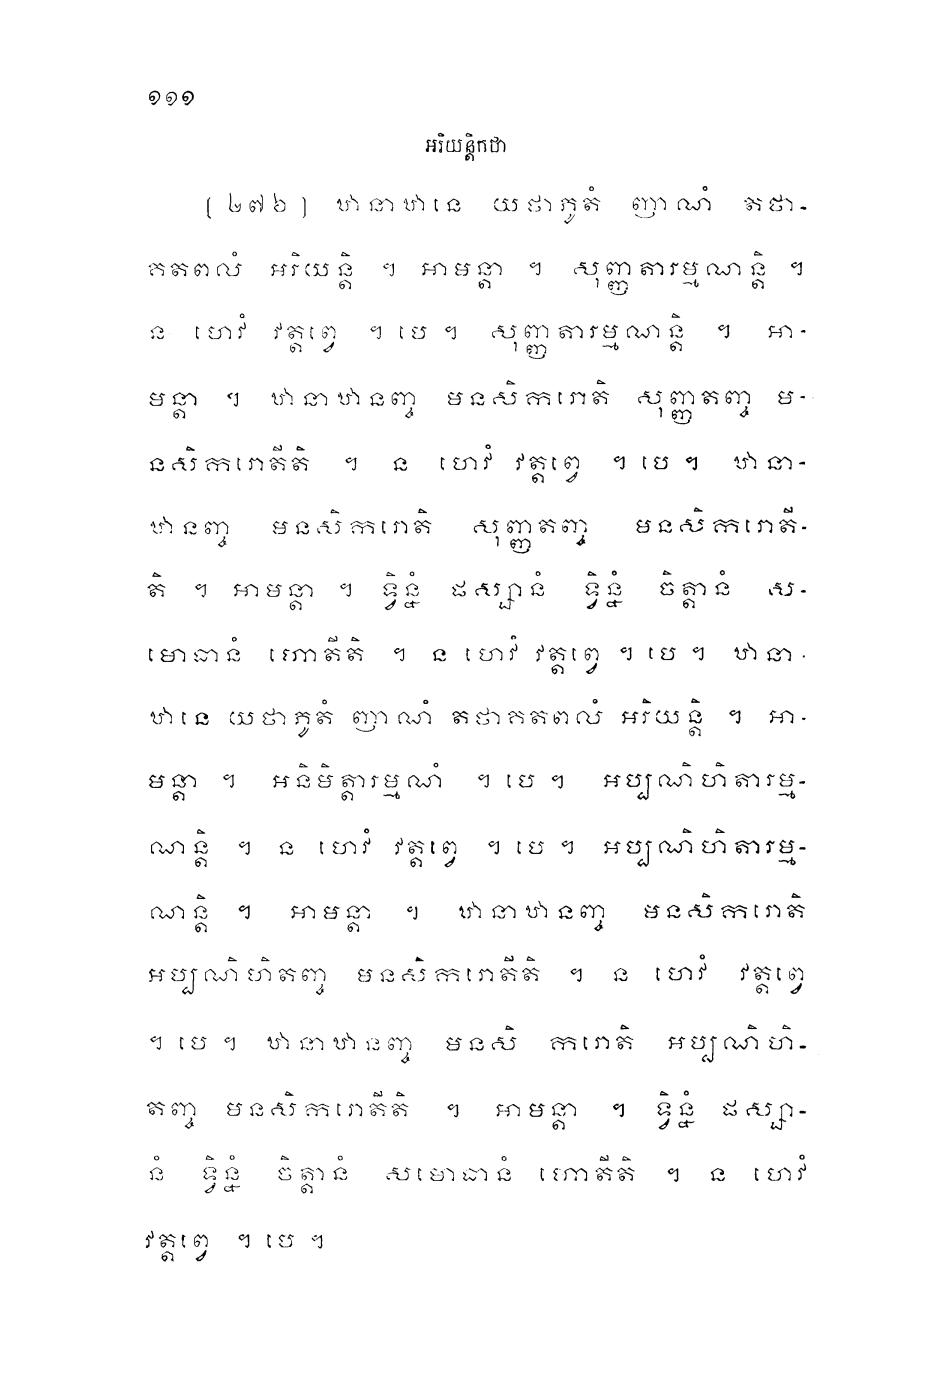 ១១១
អរិយន្តិកថា
(២៧៦) ឋានាឋានេ យថាភូតំ ញាណំ តថា-
គតពលំ អរិយន្តិ ។ អាមន្តា ។ សុញ្ញតារម្មណន្តិ ។
ន ហេវំ វត្តព្វេ ។ បេ ។ សុញ្ញតារម្មណន្តិ ។ អា-
មន្តា ។ ឋានាឋានញ្ច មនសិករោតិ សុញ្ញតញ្ច ម-
នសិករោតីតិ ។ ន ហេវំ វត្តព្វេ ។ បេ ។ ឋានា-
ឋានញ្ច មនសិករោតិ សុញ្ញតញ្ច មនសិករោតី-
តិ ។ អាមន្តា ។ ទ្វិន្នំ ផស្សានំ ទ្វិន្នំ ចិត្តានំ ស-
មោធានំ ហោតីតិ ។ ន ហេវំ វត្តព្វេ ។ បេ ។ ឋានា-
ឋានេ យថាភូតំ ញាណំ តថាគតពលំ អរិយន្តិ ។ អា-
មន្តា ។ អនិមិត្តារម្មណំ ។ បេ ។ អប្បណិហិតារម្ម-
ណន្តិ ។ ន ហេវំ វត្តព្វេ ។ បេ ។ អប្បណិហិតារម្ម-
ណន្តិ ។ អាមន្តា ។ ឋានាឋានញ្ច មនសិករោតិ
អប្បណិហិតញ្ច មនសិករោតីតិ ។ ន ហេវំ វត្តព្វេ
។ បេ ។ ឋានាឋានញ្ច មនសិ ករោតិ អប្បណិហិ-
តញ្ច មនសិករោតីតិ ។ អាមន្តា ។ ទ្វិន្នំ ផស្សា-
នំ ទ្វិន្នំ ចិត្តានំ សមោធានំ ហោតីតិ ។ ន ហេវំ
វត្តព្វេ ។ បេ ។